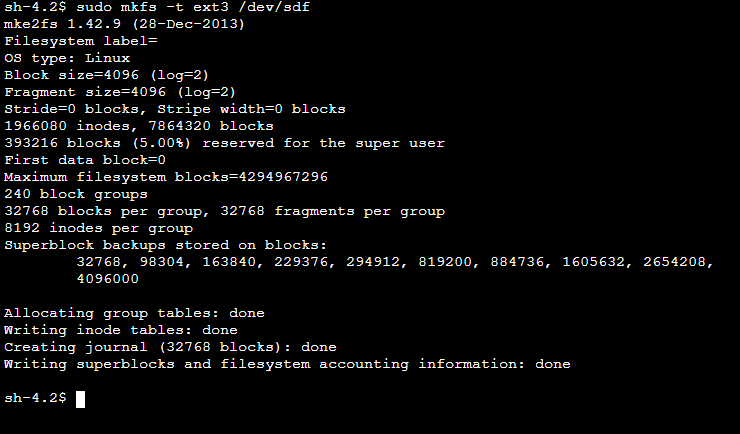 sh-4.2$ sudo mkfs -t ext3 /dev/sdf
mke2fs 1.42.9 (28-Dec-2013)
Filesystem label=
OS type: Linux
Block size=4096 (log=2)
Fragment size=4096 (log=2)
Stride=0 blocks, Stripe width=0 blocks
1966080 inodes, 7864320 blocks
393216 blocks (5.00%) reserved for the super user
First data block=0
Maximum filesystem blocks=4294967296
240 block groups
32768 blocks per group, 32768 fragments per group
8192 inodes per group
Superblock backups stored on blocks:
        32768, 98304, 163840, 229376, 294912, 819200, 884736, 1605632, 2654208,
        4096000

Allocating group tables: done
Writing inode tables: done
Creating journal (32768 blocks): done
Writing superblocks and filesystem accounting information: done

sh-4.2$